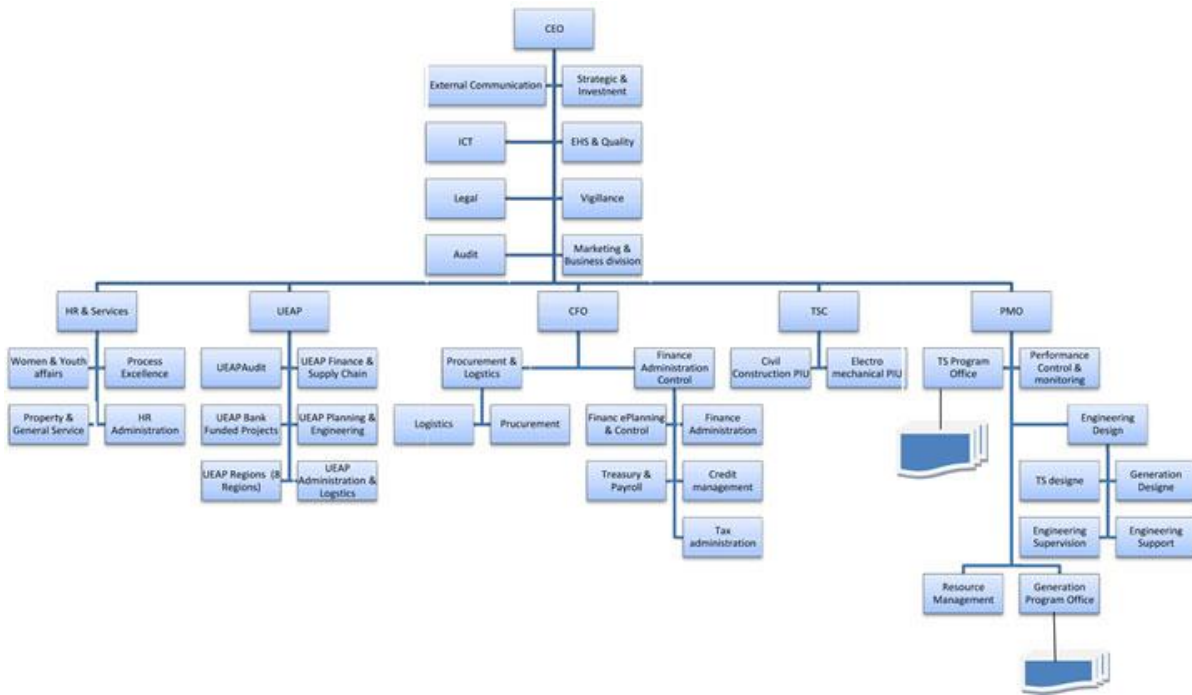 CEO
External Communication
Strategic &
Investnent
ICT
EHS & Quality
Legal
Vigillance
Audit
Marketing &
Business division
HR & Services
UEAP
CFO
TSC
PMO
Women & Youth
affairs
Process
Excellence
UEAPAudit
UEAP Finance &
Supply Chain
Procurement &
Logistics
Finance
Administration
Control
Civil
Construction PIU
Electro
mechanical PIU
TS Program
Office
Performance
Control &
monitoring
Property &
General Service
HR
Administration
UEAP Bank
Funded Projects
UEAP Planning &
Engineering
Logistics
Prucurement
Financ ePlanning
& Control
Finance
Administration
Engineering
Design
UEAP Regions (8
Regions)
UEAP
Administration &
Logstics
Treasury &
Payroll
Credit
management
TS designe
Generation
Designe
Tax
administration
Engineering
Supervision
Engineering
Support
Resource
Management
Generation
Program Office